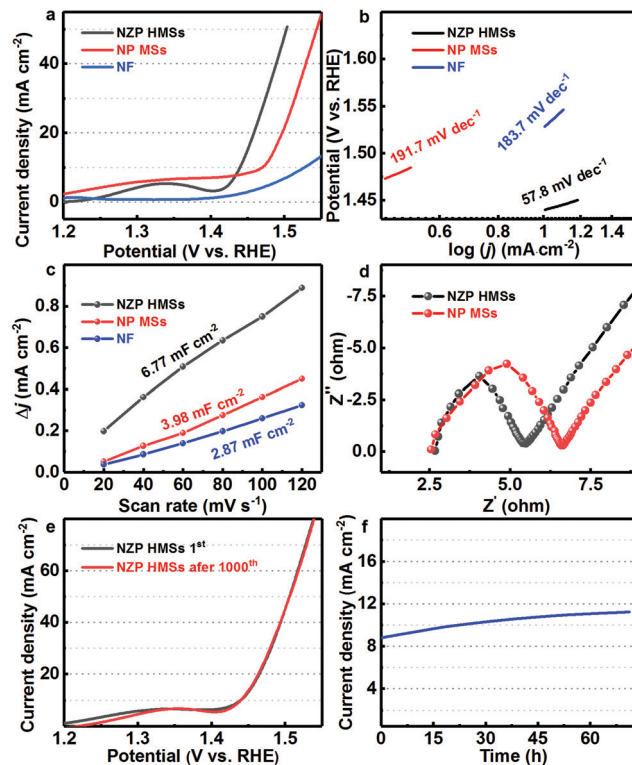 a
NZP HMSs
NP MSs
NF
Current density (mA cm-2)
40
20
0
1.2 1.3 1.4 1.5
Potential (V vs. RHE)
b
NZP HMSs
NP MSs
NF
Potential (V vs. RHE)
1.60
1.55
1.50
1.45
191.7 mV dec-1
183.7 mV dec-1
57.8 mV dec-1
0.6 0.9 1.2 1.5
log (j) (mA·cm-2)
c
NZP HMSs
NP MSs
NF
Δj (mA cm-2)
0.8
0.6
0.4
0.2
0.0
6.77 mF cm-2
3.98 mF cm-2
2.87 mF cm-2
0 20 40 60 80 100 120
Scan rate (mV s-1)
d
NZP HMSs
NP MSs
Z'' (ohm)
-7.5
-5.0
-2.5
0.0
2.5 5.0 7.5
Z' (ohm)
e
NZP HMSs 1st
NZP HMSs afer 1000th
Current density (mA cm-2)
60
40
20
1.2 1.3 1.4 1.5
Potential (V vs. RHE)
f
Current density (mA cm-2)
16
12
8
4
0 15 30 45 60
Time (h)